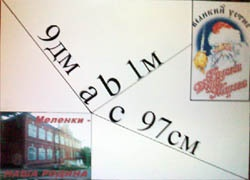 ВЕЛИКИЙ УСТЮГ
9дм
a
b
1м
c
97см
Меленки -
НАША РОДИНА